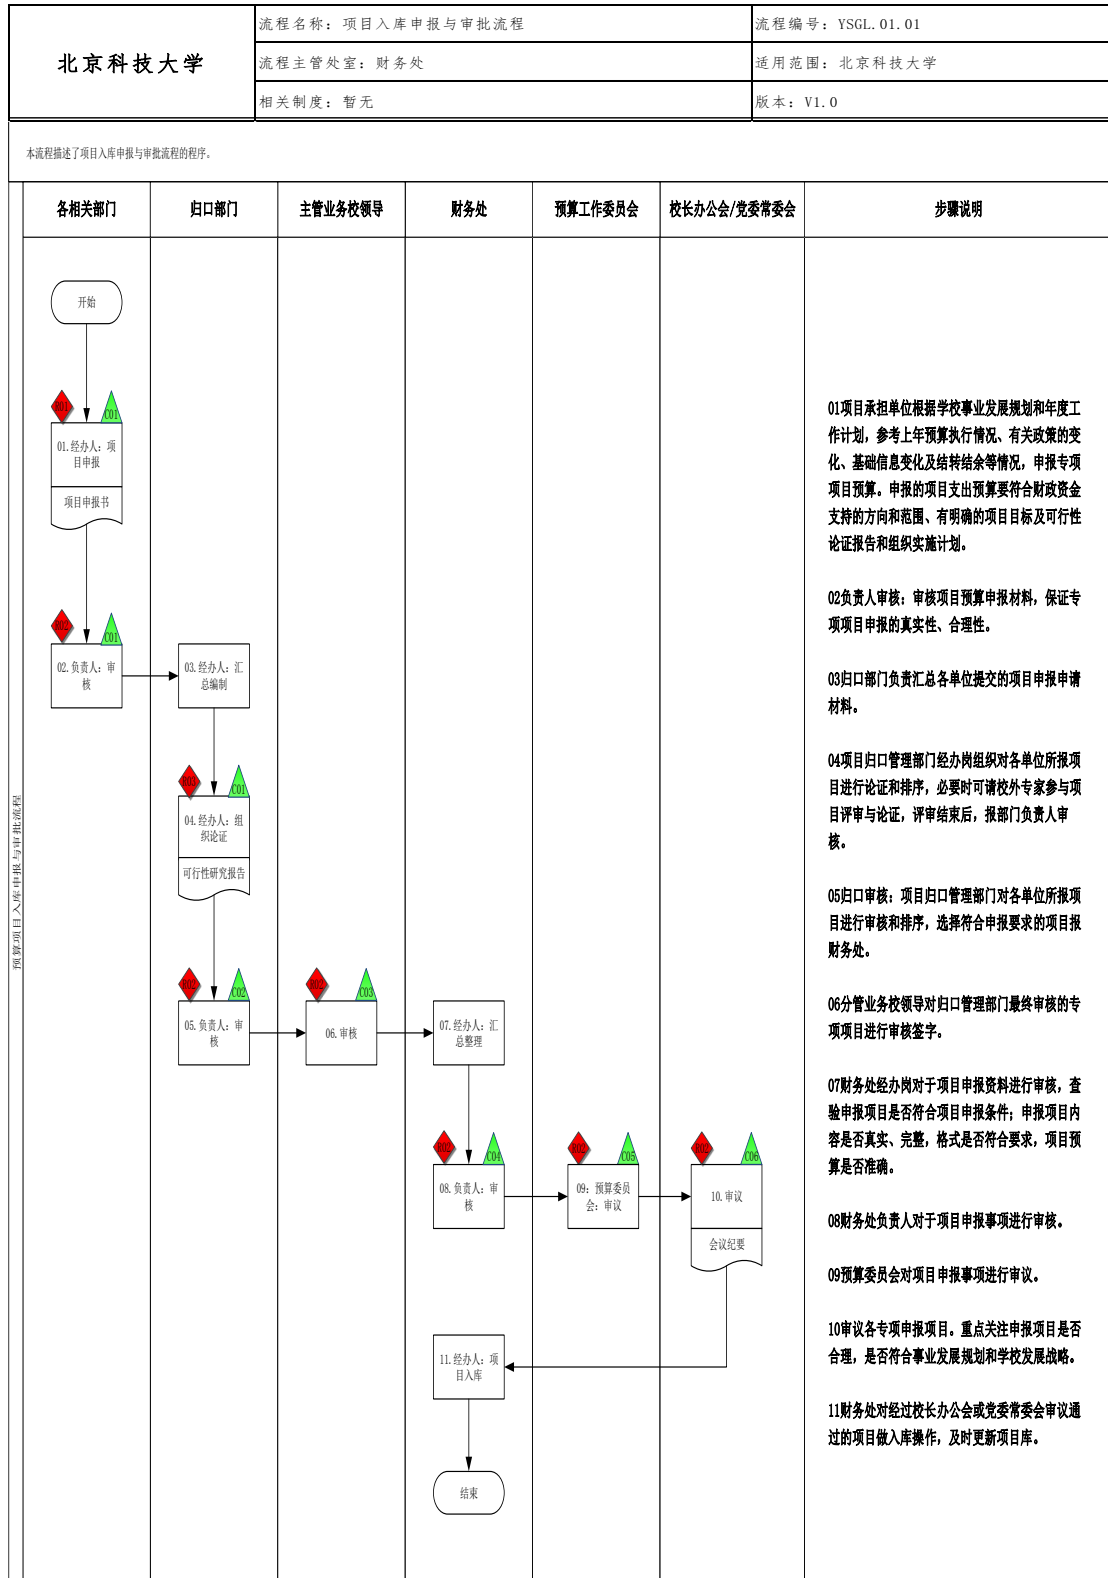 北京科技大学
流程名称：项目入库申报与审批流程
流程编号：YSGL.01.01
流程主管处室：财务处
适用范围：北京科技大学
相关制度：暂无
版本：V1.0
本流程描述了项目入库申报与审批流程的程序。
各相关部门
归口部门
主管业务校领导
财务处
预算工作委员会
校长办公会/党委常委会
步骤说明
预算项目入库申报与审批流程
开始
R01
C01
01.经办人：项
目申报
项目申报书
R02
C01
02.负责人：审
核
03.经办人：汇
总编制
R03
C01
04.经办人：组
织论证
可行性研究报告
R02
C02
05.负责人：审
核
R02
C03
06.审核
07.经办人：汇
总整理
R02
C04
08.负责人：审
核
R02
C05
09：预算委员
会：审议
R02
C06
10.审议
会议纪要
11.经办人：项
目入库
结束
01项目承担单位根据学校事业发展规划和年度工
作计划，参考上年预算执行情况、有关政策的变
化、基础信息变化及结转结余等情况，申报专项
项目预算。申报的项目支出预算要符合财政资金
支持的方向和范围、有明确的项目目标及可行性
论证报告和组织实施计划。
02负责人审核：审核项目预算申报材料，保证专
项项目申报的真实性、合理性。
03归口部门负责汇总各单位提交的项目申报申请
材料。
04项目归口管理部门经办岗组织对各单位所报项
目进行论证和排序，必要时可请校外专家参与项
目评审与论证，评审结束后，报部门负责人审
核。
05归口审核：项目归口管理部门对各单位所报项
目进行审核和排序，选择符合申报要求的项目报
财务处。
06分管业务校领导对归口管理部门最终审核的专
项项目进行审核签字。
07财务处经办岗对于项目申报资料进行审核，查
验申报项目是否符合项目申报条件；申报项目内
容是否真实、完整，格式是否符合要求，项目预
算是否准确。
08财务处负责人对于项目申报事项进行审核。
09预算委员会对项目申报事项进行审议。
10审议各专项申报项目。重点关注申报项目是否
合理，是否符合事业发展规划和学校发展战略。
11财务处对经过校长办公会或党委常委会审议通
过的项目做入库操作，及时更新项目库。